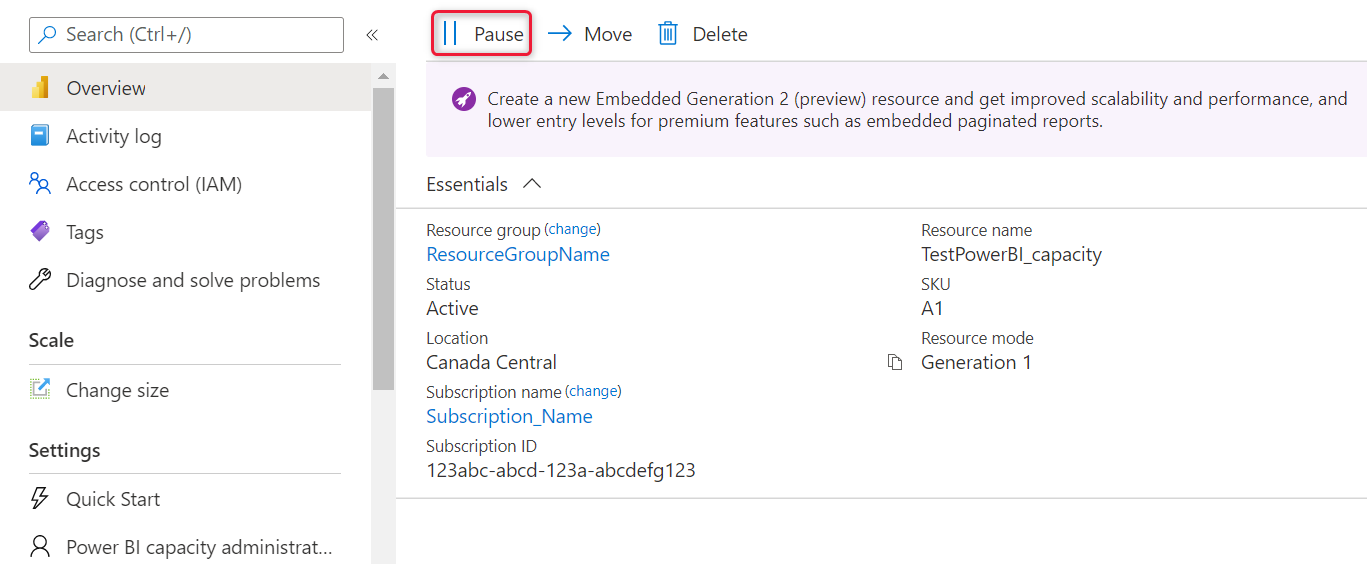 Search (Ctrl+/)
«
Overview
Activity log
Access control (IAM)
Tags
Diagnose and solve problems
Scale
Change size
Settings
Quick Start
Power BI capacity administrat...
Pause
Move
Delete
Create a new Embedded Generation 2 (preview) resource and get improved scalability and performance, and
lower entry levels for premium features such as embedded paginated reports.
Essentials
Resource group (change)
ResourceGroupName
Status
Active
Location
Canada Central
Subscription name (change)
Subscription_Name
Subscription ID
123abc-abcd-123a-abcdefg123
Resource name
TestPowerBI_capacity
SKU
A1
Resource mode
Generation 1